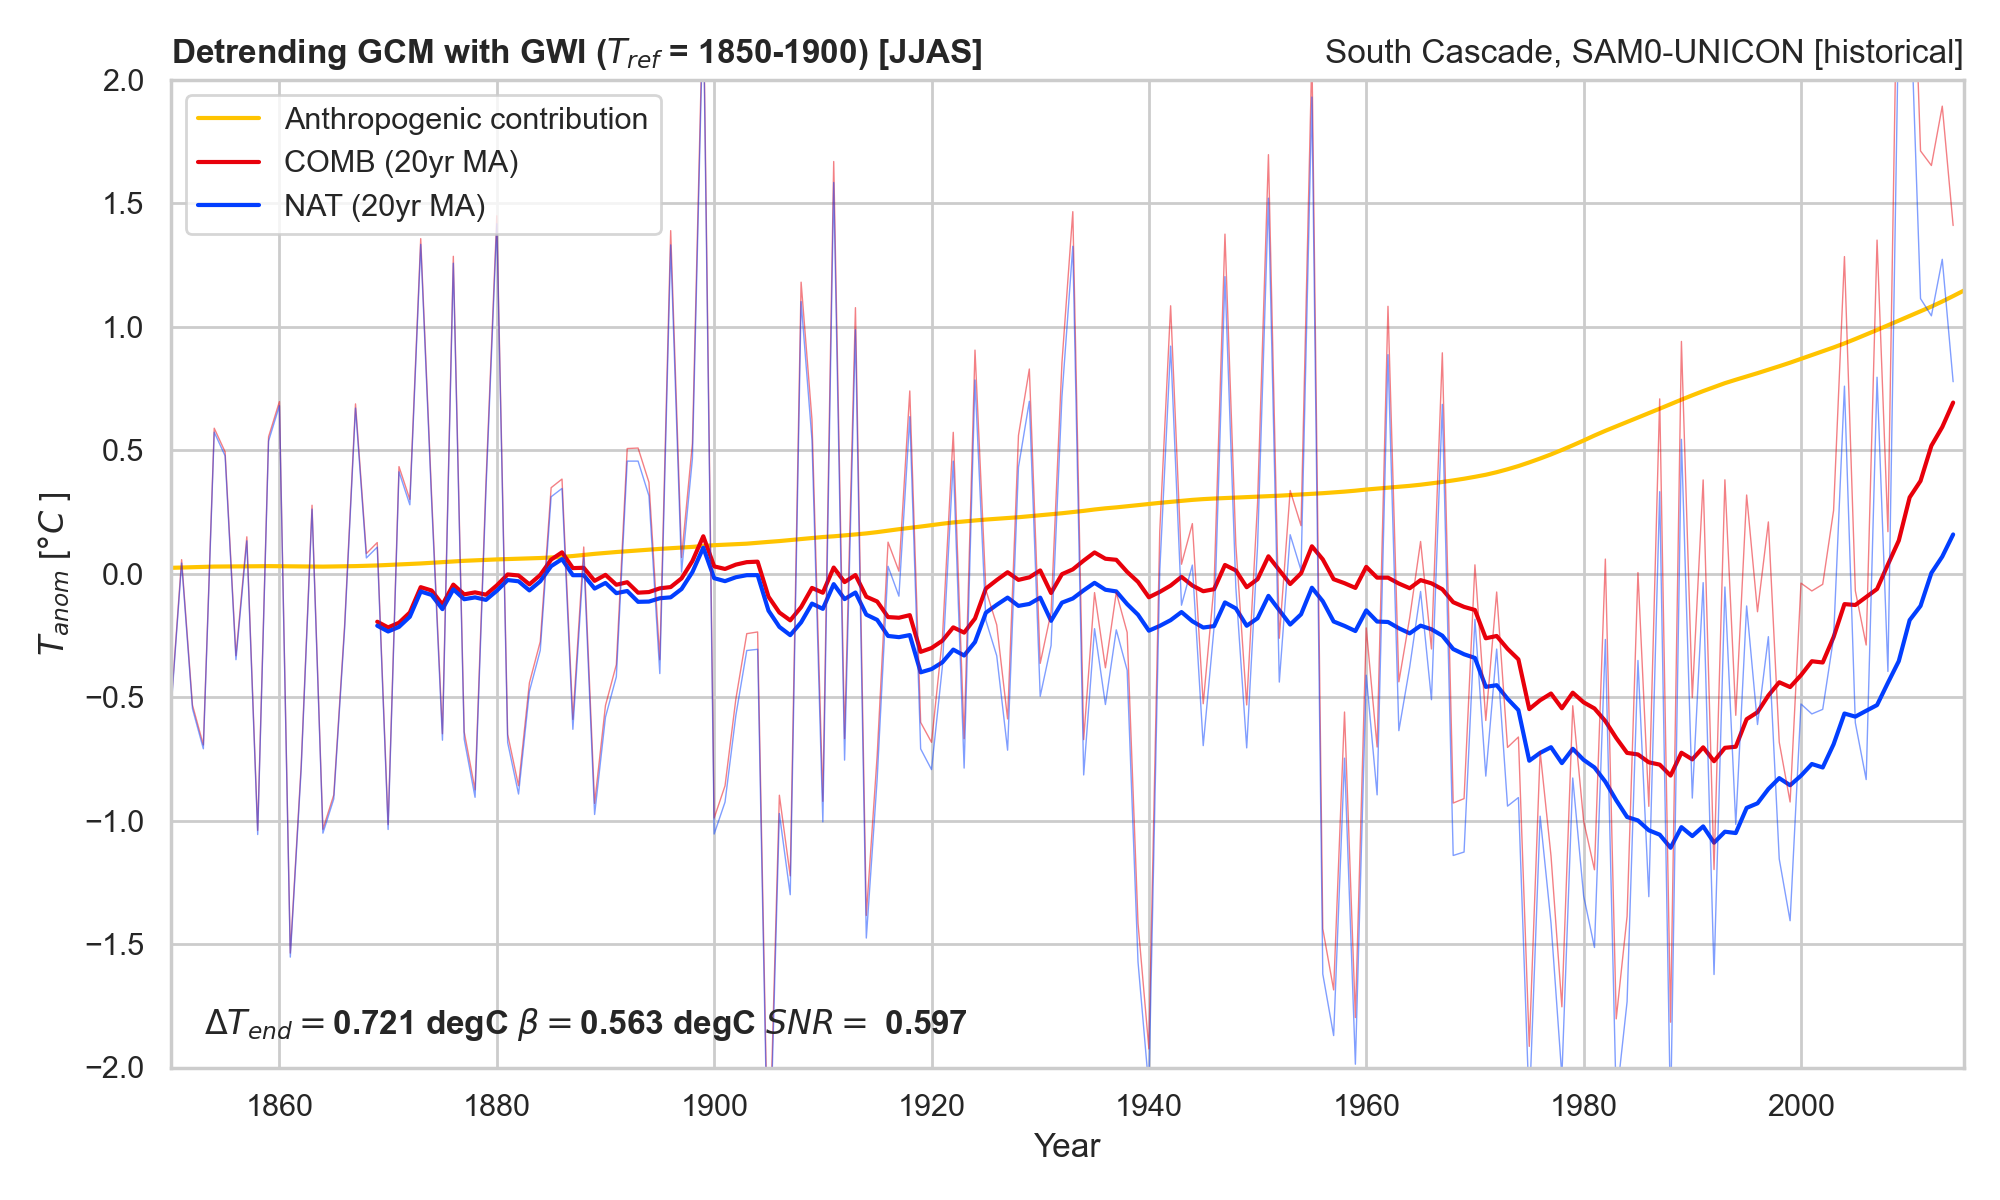 Detrending GCM with GWI (T_ref = 1850-1900) [JJAS]
South Cascade, SAM0-UNICON [historical]
Anthropogenic contribution
COMB (20yr MA)
NAT (20yr MA)
T_anom [°C]
2.0
1.5
1.0
0.5
0.0
−0.5
−1.0
−1.5
−2.0
ΔT_end = 0.721 degC β = 0.563 degC SNR = 0.597
1860 1880 1900 1920 1940 1960 1980 2000
Year